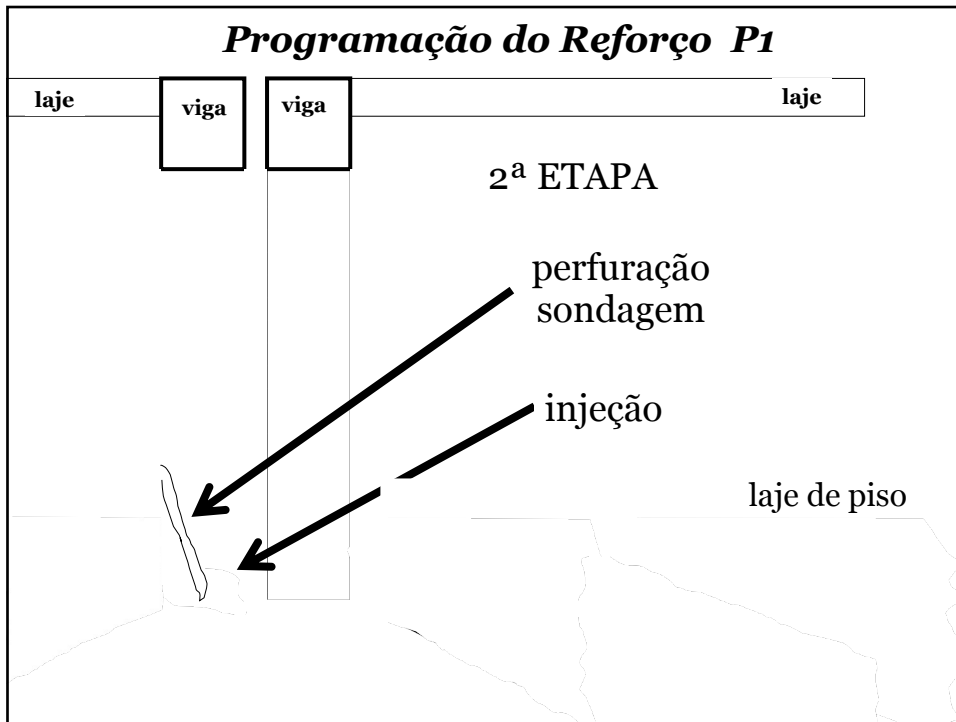 Programação do Reforço P1
laje
viga
viga
laje
2ª ETAPA
perfuração
sondagem
injeção
laje de piso